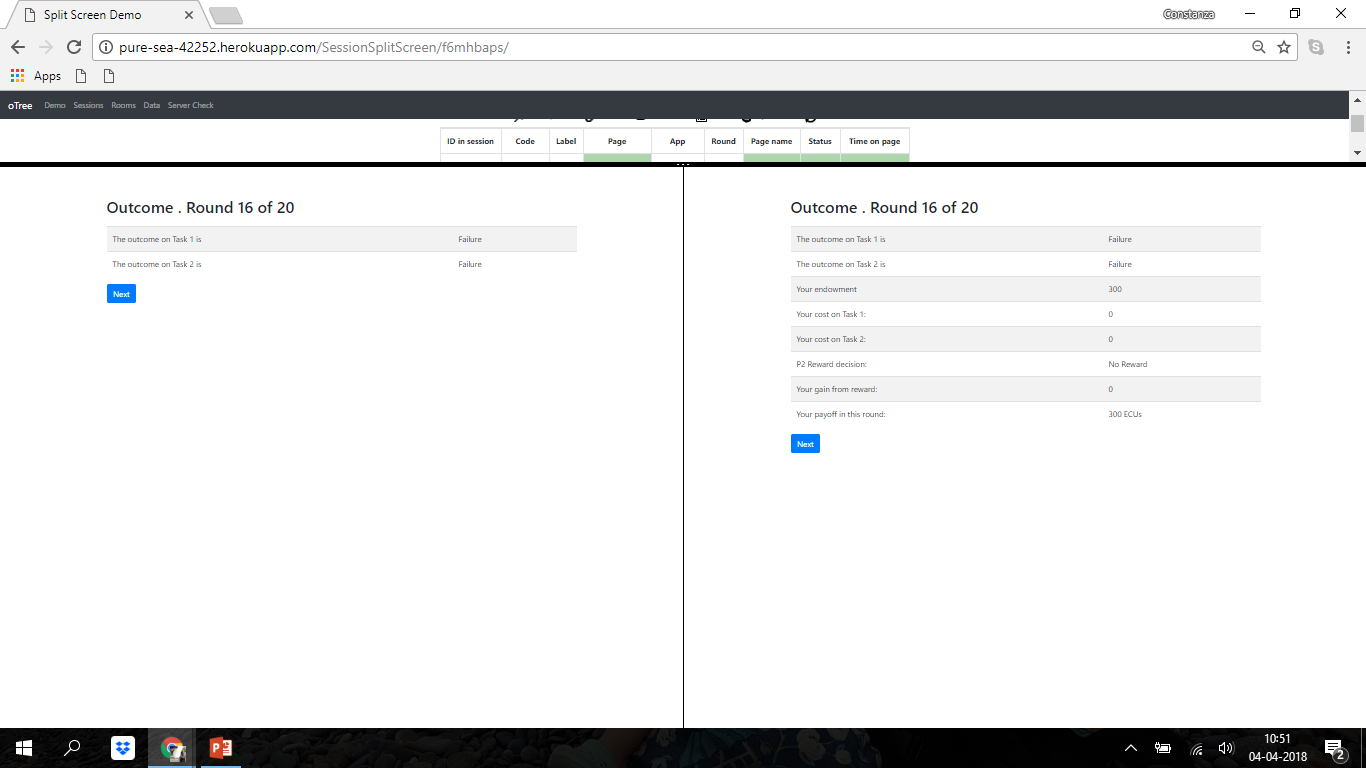 Split Screen Demo
Constanza
pure-sea-42252.herokuapp.com/SessionSplitScreen/f6mhbaps/
Apps
oTree Demo Sessions Rooms Data Server Check
ID in session Code Label Page App Round Page name Status Time on page
Outcome . Round 16 of 20
The outcome on Task 1 is Failure
The outcome on Task 2 is Failure
Next
Outcome . Round 16 of 20
The outcome on Task 1 is Failure
The outcome on Task 2 is Failure
Your endowment 300
Your cost on Task 1: 0
Your cost on Task 2: 0
P2 Reward decision: No Reward
Your gain from reward: 0
Your payoff in this round: 300 ECUs
Next
10:51
04-04-2018
2